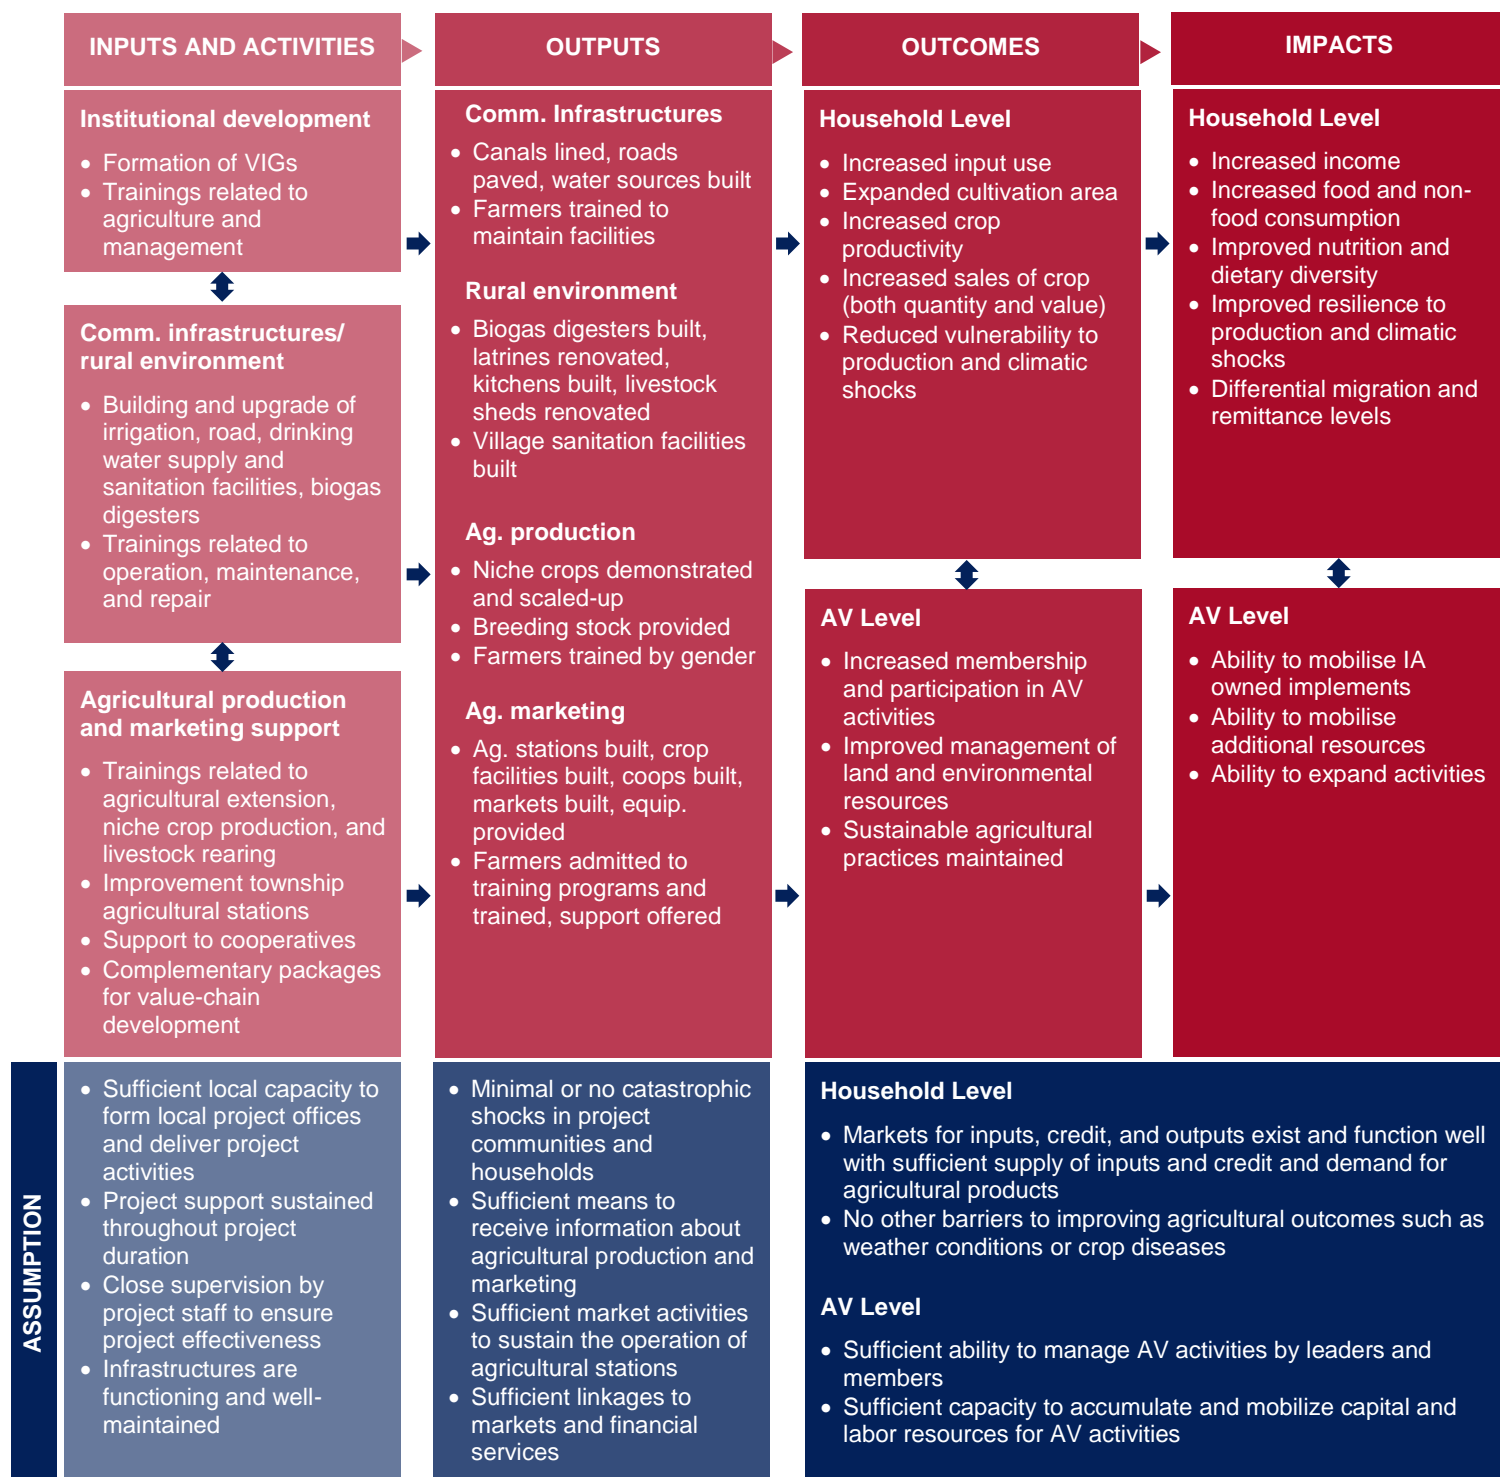 INPUTS AND ACTIVITIES
OUTPUTS
OUTCOMES
IMPACTS
Institutional development
• Formation of VIGs
• Trainings related to
agriculture and
management
Comm. infrastructures/
rural environment
• Building and upgrade of
irrigation, road, drinking
water supply and
sanitation facilities, biogas
digesters
• Trainings related to
operation, maintenance,
and repair
Agricultural production
and marketing support
• Trainings related to
agricultural extension,
niche crop production, and
livestock rearing
• Improvement township
agricultural stations
• Support to cooperatives
• Complementary packages
for value-chain
development
Comm. Infrastructures
• Canals lined, roads
paved, water sources built
• Farmers trained to
maintain facilities
Rural environment
• Biogas digesters built,
latrines renovated,
kitchens built, livestock
sheds renovated
• Village sanitation facilities
built
Ag. production
• Niche crops demonstrated
and scaled-up
• Breeding stock provided
• Farmers trained by gender
Ag. marketing
• Ag. stations built, crop
facilities built, coops built,
markets built, equip.
provided
• Farmers admitted to
training programs and
trained, support offered
Household Level
• Increased input use
• Expanded cultivation area
• Increased crop
productivity
• Increased sales of crop
(both quantity and value)
• Reduced vulnerability to
production and climatic
shocks
AV Level
• Increased membership
and participation in AV
activities
• Improved management of
land and environmental
resources
• Sustainable agricultural
practices maintained
Household Level
• Increased income
• Increased food and non-
food consumption
• Improved nutrition and
dietary diversity
• Improved resilience to
production and climatic
shocks
• Differential migration and
remittance levels
AV Level
• Ability to mobilise IA
owned implements
• Ability to mobilise
additional resources
• Ability to expand activities
ASSUMPTION
• Sufficient local capacity to
form local project offices
and deliver project
activities
• Project support sustained
throughout project
duration
• Close supervision by
project staff to ensure
project effectiveness
• Infrastructures are
functioning and well-
maintained
• Minimal or no catastrophic
shocks in project
communities and
households
• Sufficient means to
receive information about
agricultural production and
marketing
• Sufficient market activities
to sustain the operation of
agricultural stations
• Sufficient linkages to
markets and financial
services
Household Level
• Markets for inputs, credit, and outputs exist and function well
with sufficient supply of inputs and credit and demand for
agricultural products
• No other barriers to improving agricultural outcomes such as
weather conditions or crop diseases
AV Level
• Sufficient ability to manage AV activities by leaders and
members
• Sufficient capacity to accumulate and mobilize capital and
labor resources for AV activities